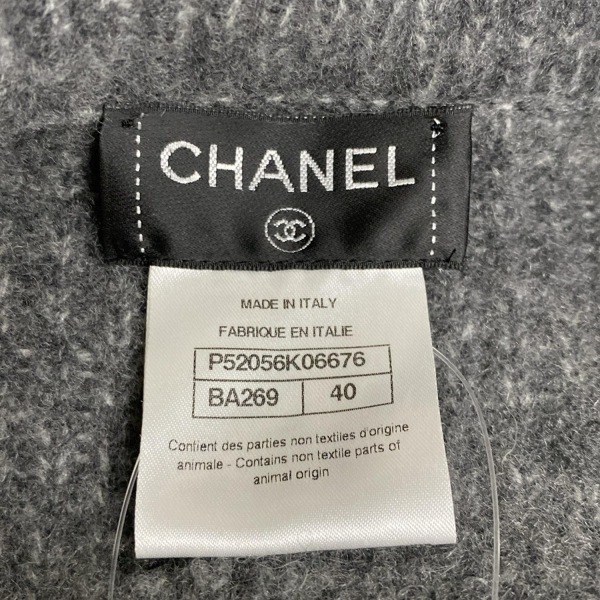 CHANEL
MADE IN ITALY
FABRIQUE EN ITALIE
P52056K06676
BA269 40
Contient des parties non textiles d'origine
animale - Contains non textile parts of
animal origin